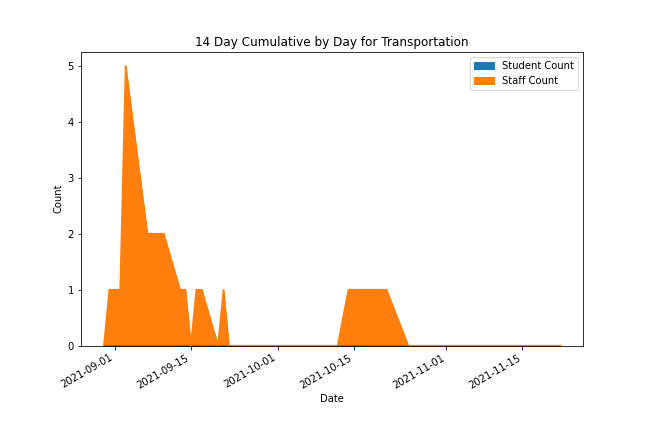 14 Day Cumulative by Day for Transportation
Student Count
Staff Count
5
4
3
2
1
0
Count
2021-09-01
2021-09-15
2021-10-01
2021-10-15
2021-11-01
2021-11-15
Date